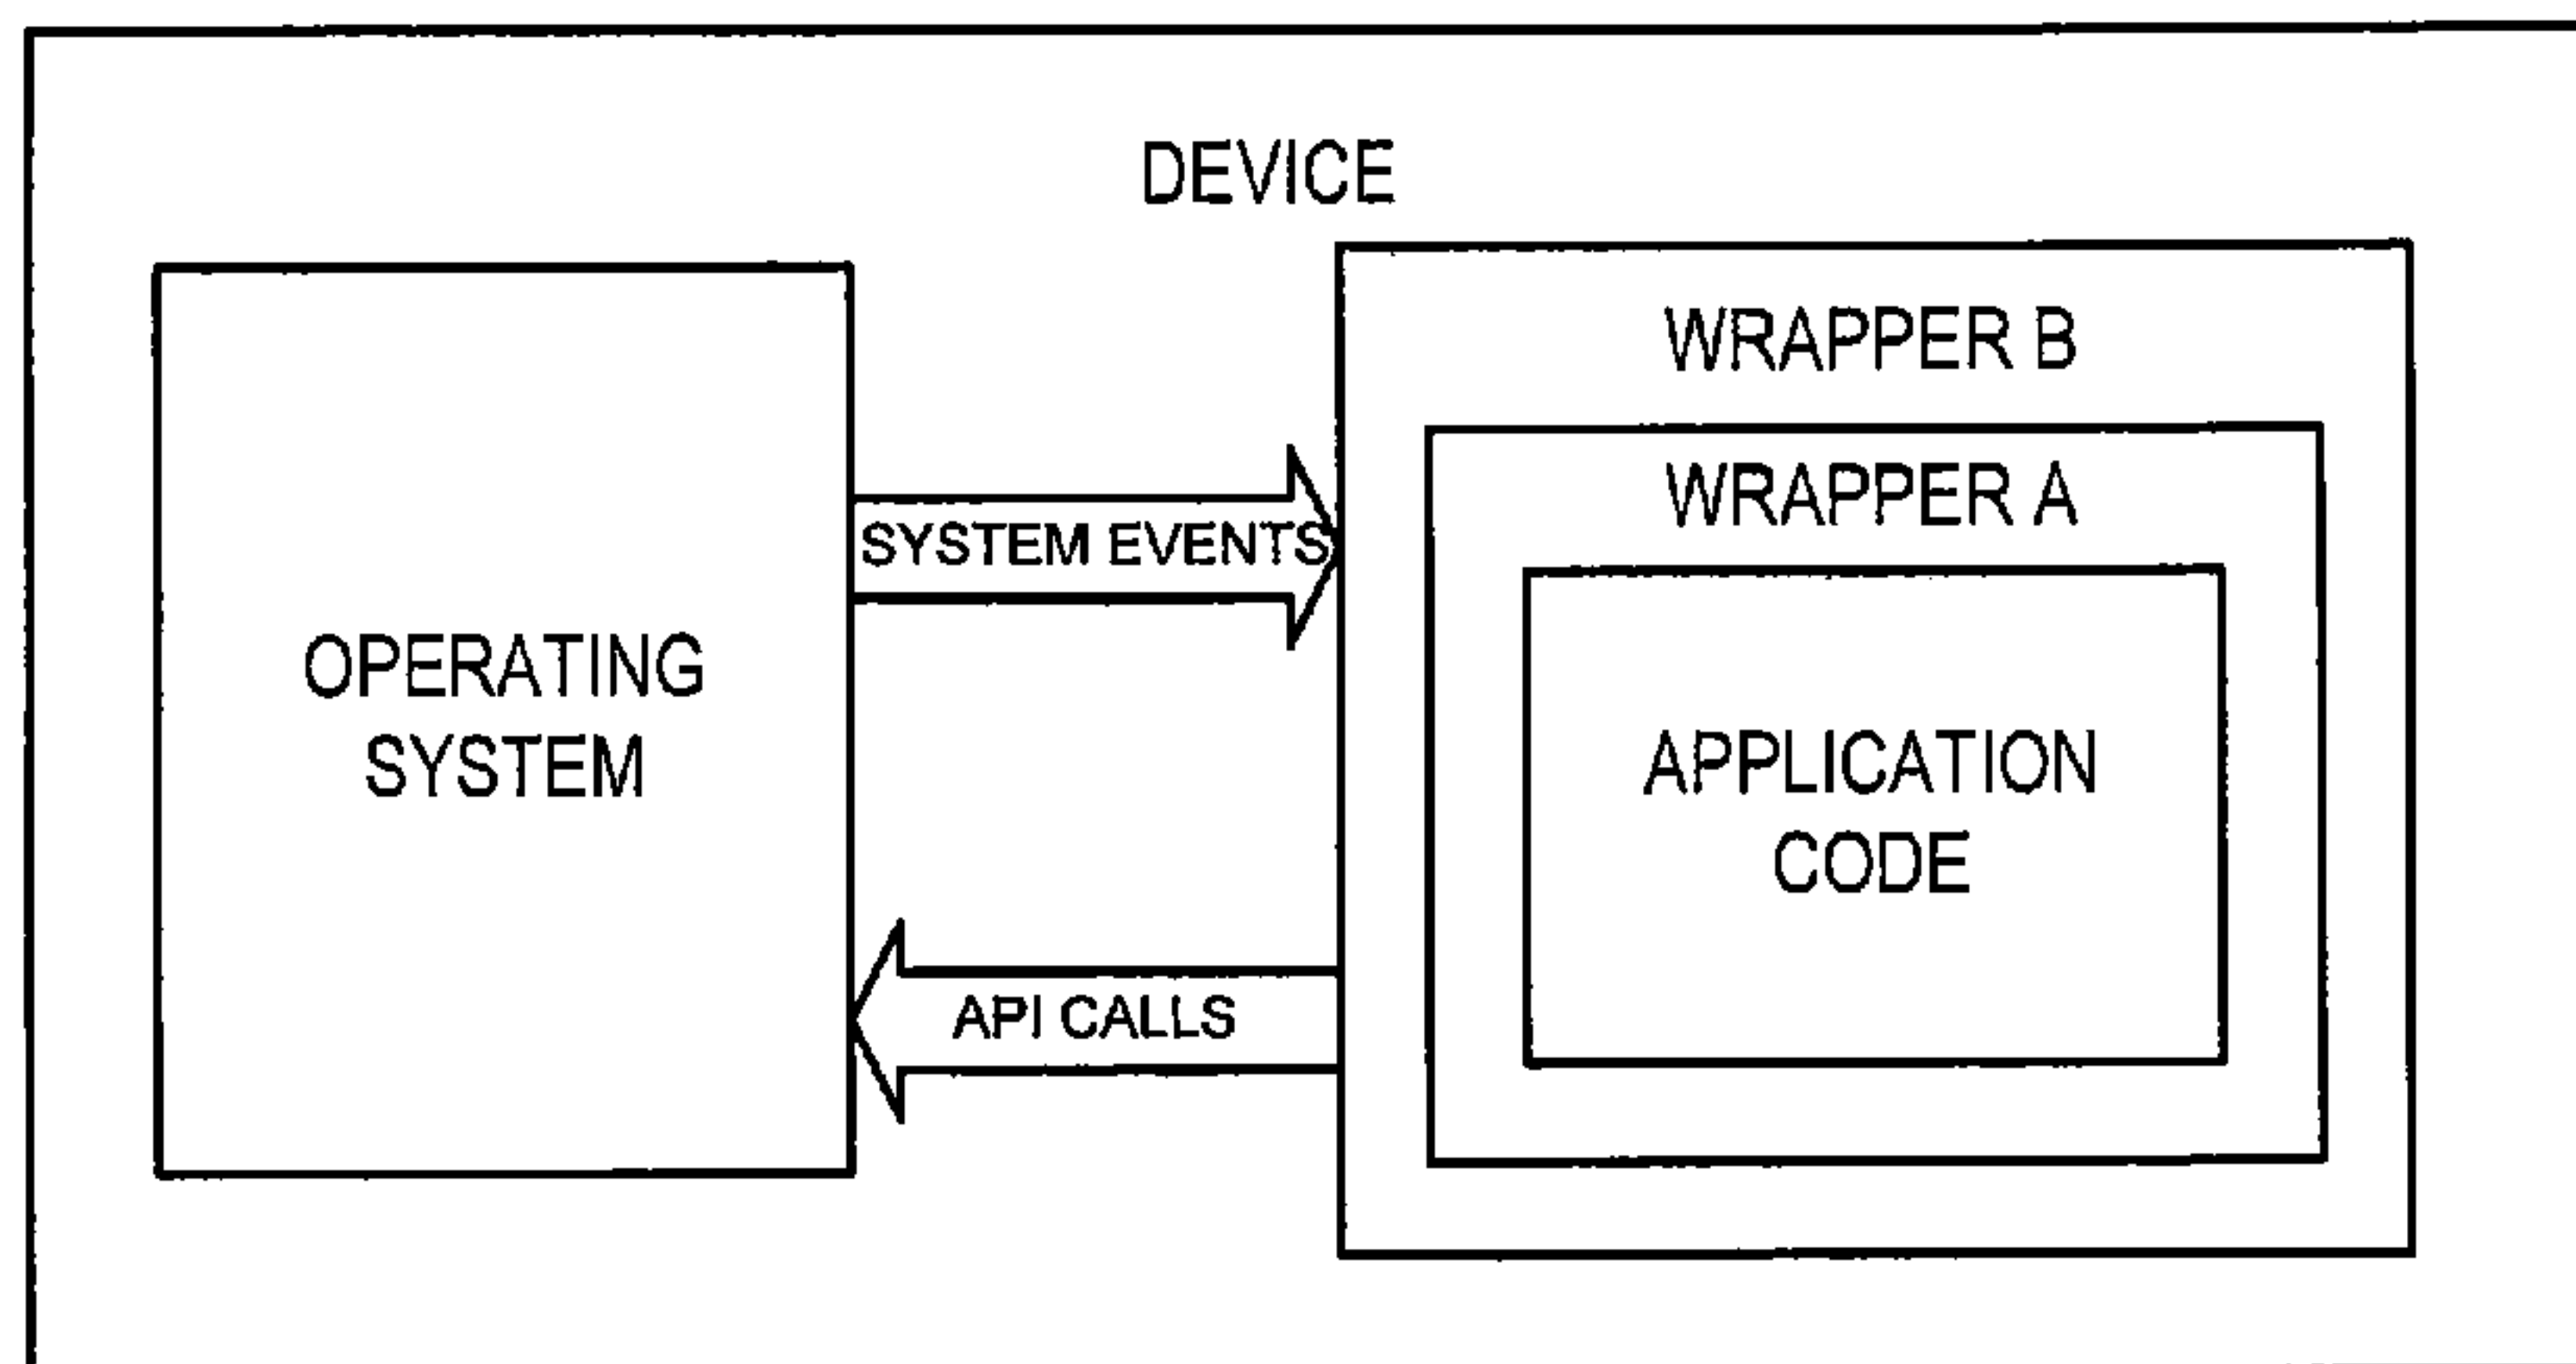 DEVICE
WRAPPER B
WRAPPER A
SYSTEM EVENTS
OPERATING
SYSTEM
APPLICATION
CODE
API CALLS